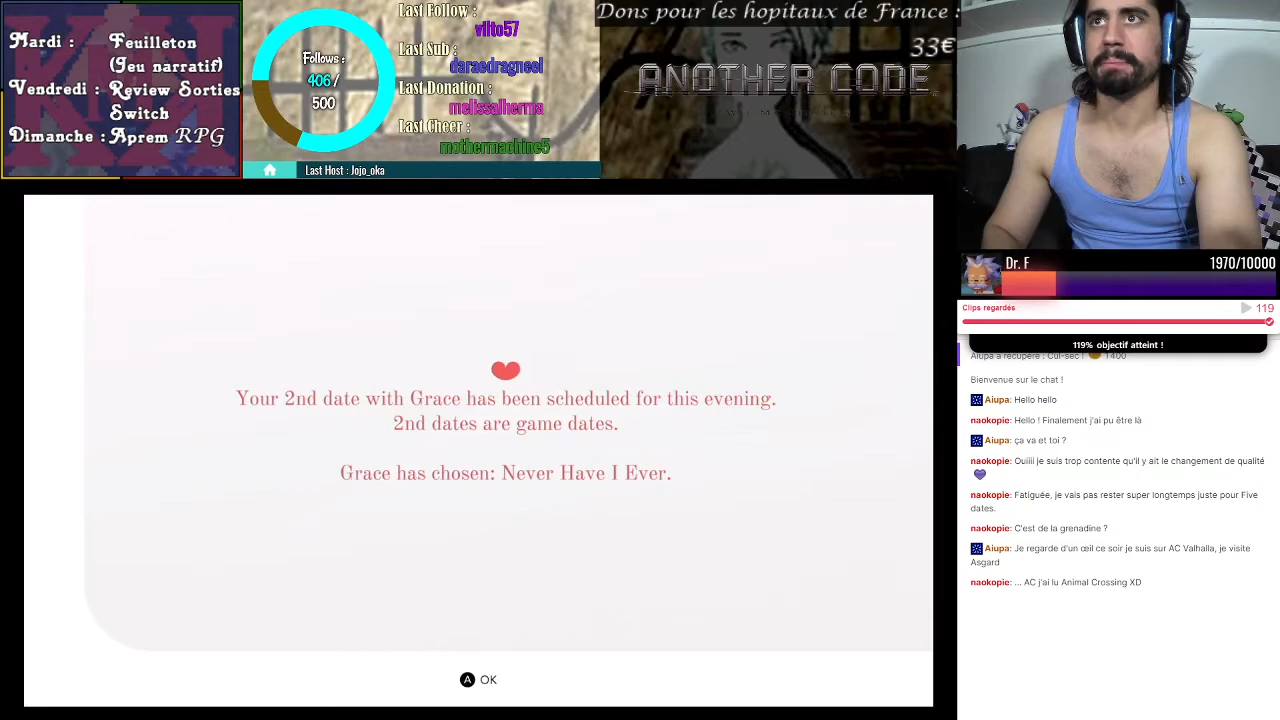 Mardi : Feuilleton
(Jeu narratif)
Vendredi : Review Sorties
Switch
Dimanche : Aprem RPG
Follows :
406 /
500
Last Follow :
vilto57
Last Sub :
daraedragneel
Last Donation :
melissalherma
Last Cheer :
mothermachine5
Last Host : Jojo_oka
Dons pour les hopitaux de France :
33€
ANOTHER CODE
Dr. F
1970/10000
Clips regardés
119
119% objectif atteint !
Aiupa a récupéré : Cul-sec ! 1 400
Bienvenue sur le chat !
Aiupa: Hello hello
naokopie: Hello ! Finalement j'ai pu être là
Aiupa: ça va et toi ?
naokopie: Ouiiii je suis trop contente qu'il y ait le changement de qualité
naokopie: Fatiguée, je vais pas rester super longtemps juste pour Five
dates.
naokopie: C'est de la grenadine ?
Aiupa: Je regarde d'un œil ce soir je suis sur AC Valhalla, je visite
Asgard
naokopie: ... AC j'ai lu Animal Crossing XD
Your 2nd date with Grace has been scheduled for this evening.
2nd dates are game dates.
Grace has chosen: Never Have I Ever.
A OK